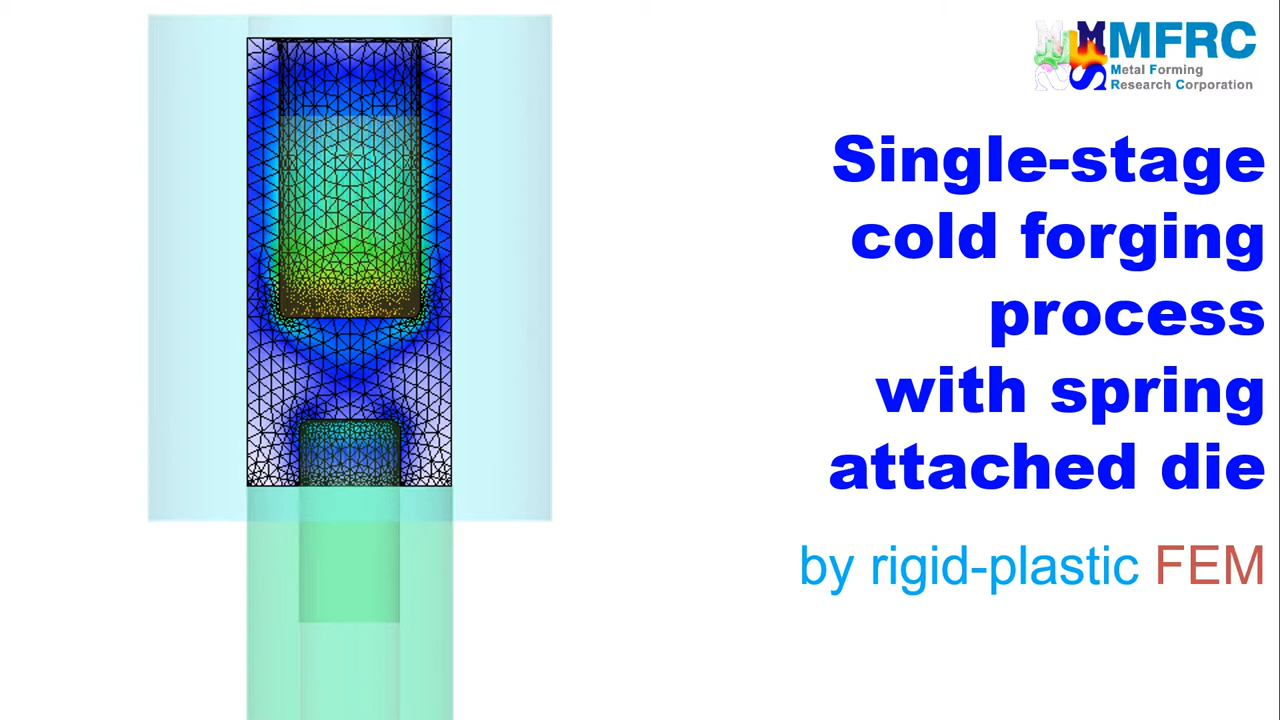 MFRC
Metal Forming
Research Corporation
Single-stage
cold forging
process
with spring
attached die
by rigid-plastic FEM